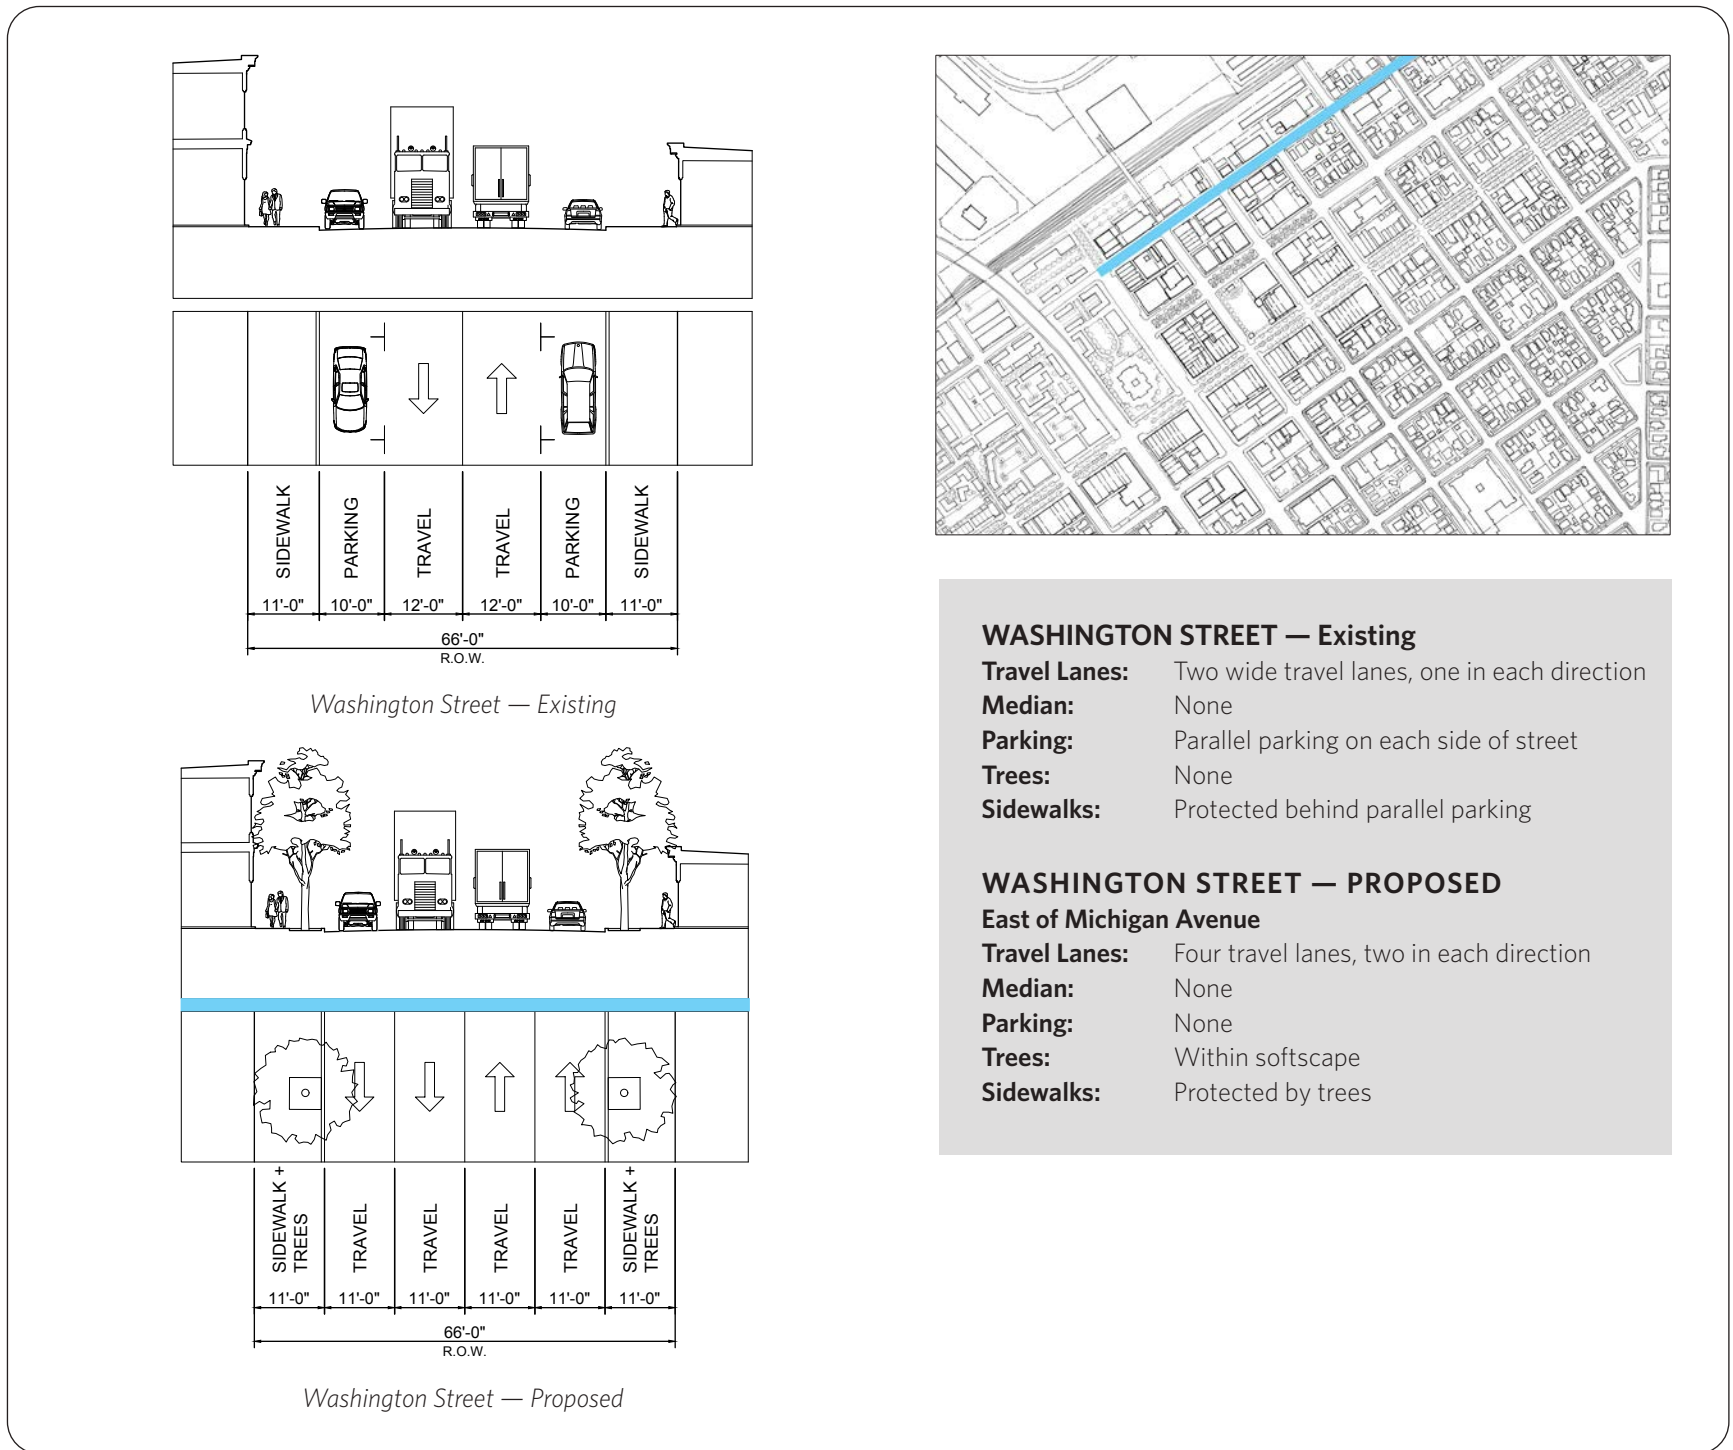 SIDEWALK
PARKING
TRAVEL
TRAVEL
PARKING
SIDEWALK
11'-0" 10'-0" 12'-0" 12'-0" 10'-0" 11'-0"
66'-0"
R.O.W.
Washington Street — Existing
SIDEWALK +
TREES
TRAVEL
TRAVEL
TRAVEL
TRAVEL
SIDEWALK +
TREES
11'-0" 11'-0" 11'-0" 11'-0" 11'-0" 11'-0"
66'-0"
R.O.W.
Washington Street — Proposed
WASHINGTON STREET — Existing
Travel Lanes: Two wide travel lanes, one in each direction
Median: None
Parking: Parallel parking on each side of street
Trees: None
Sidewalks: Protected behind parallel parking
WASHINGTON STREET — PROPOSED
East of Michigan Avenue
Travel Lanes: Four travel lanes, two in each direction
Median: None
Parking: None
Trees: Within softscape
Sidewalks: Protected by trees